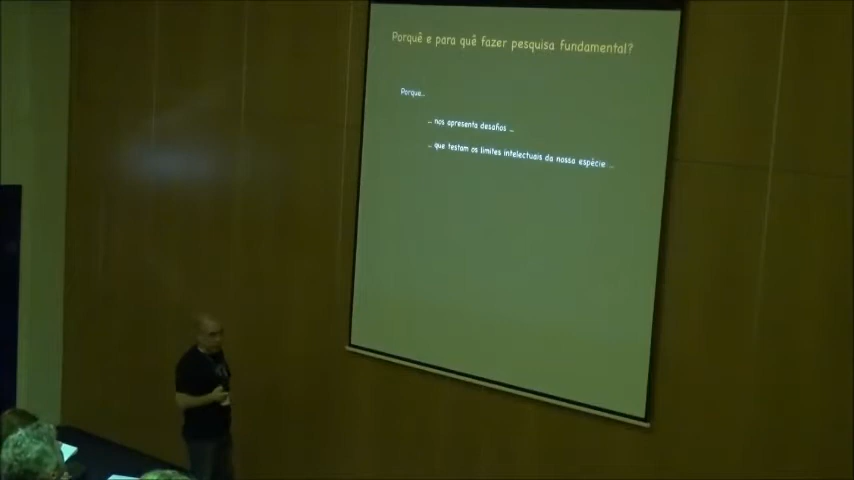 Porquê e para quê fazer pesquisa fundamental?
Porque...
... nos apresenta desafios ...
... que testam os limites intelectuais da nossa espécie ...